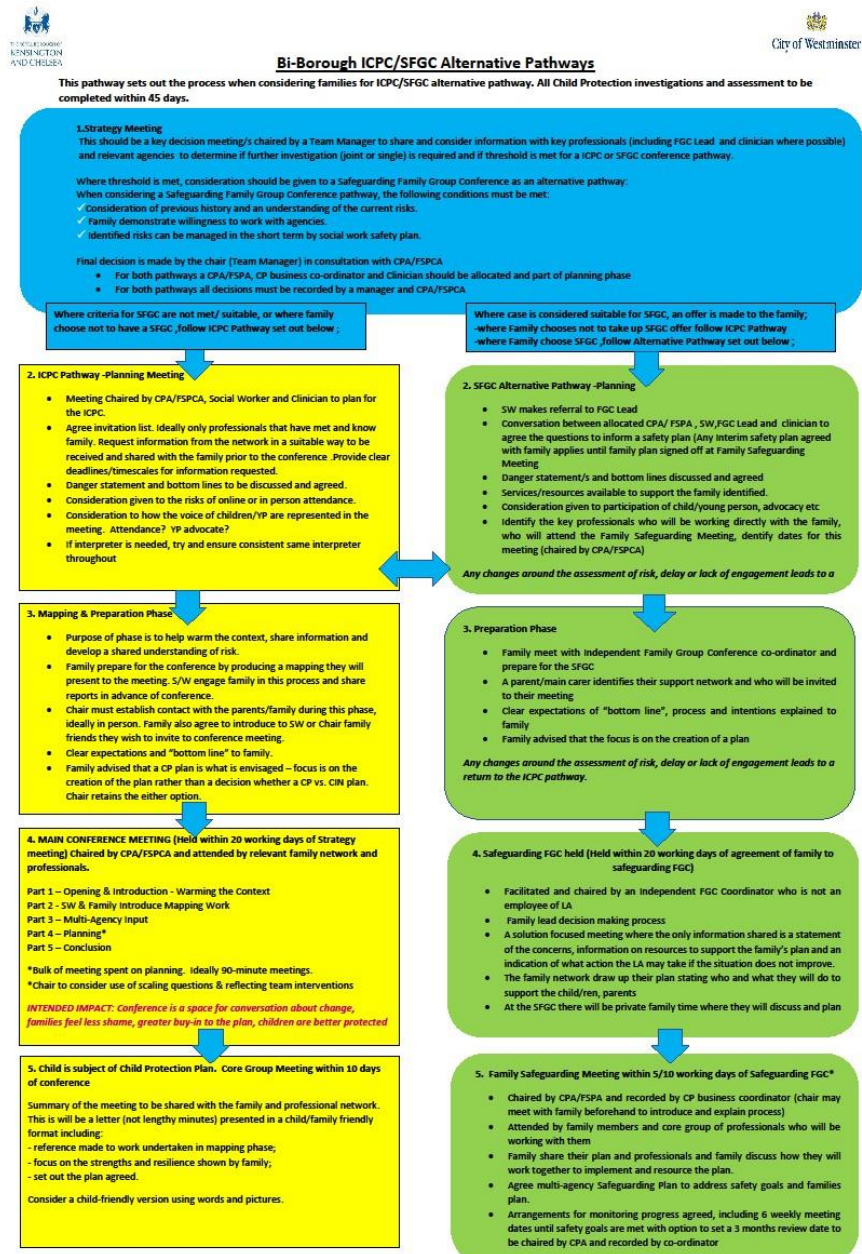 THE ROYAL BOROUGH OF
KENSINGTON
AND CHELSEA
City of Westminster
Bi-Borough ICPC/SFGC Alternative Pathways
This pathway sets out the process when considering families for ICPC/SFGC alternative pathway. All Child Protection investigations and assessment to be
completed within 45 days.
1.Strategy Meeting
This should be a key decision meeting/s chaired by a Team Manager to share and consider information with key professionals (including FGC Lead and clinician where possible)
and relevant agencies to determine if further investigation (joint or single) is required and if threshold is met for a ICPC or SFGC conference pathway.
Where threshold is met, consideration should be given to a Safeguarding Family Group Conference as an alternative pathway:
When considering a Safeguarding Family Group Conference pathway, the following conditions must be met:
✓Consideration of previous history and an understanding of the current risks.
✓ Family demonstrate willingness to work with agencies.
✓ Identified risks can be managed in the short term by social work safety plan.
Final decision is made by the chair (Team Manager) in consultation with CPA/FSPCA
• For both pathways a CPA/FSPA, CP business co-ordinator and Clinician should be allocated and part of planning phase
• For both pathways all decisions must be recorded by a manager and CPA/FSPCA
Where criteria for SFGC are not met/ suitable, or where family
choose not to have a SFGC ,follow ICPC Pathway set out below ;
Where case is considered suitable for SFGC, an offer is made to the family;
-where Family chooses not to take up SFGC offer follow ICPC Pathway
-where Family choose SFGC ,follow Alternative Pathway set out below ;
2. ICPC Pathway -Planning Meeting
• Meeting Chaired by CPA/FSPCA, Social Worker and Clinician to plan for
the ICPC.
• Agree invitation list. Ideally only professionals that have met and know
family. Request information from the network in a suitable way to be
received and shared with the family prior to the conference .Provide clear
deadlines/timescales for information requested.
• Danger statement and bottom lines to be discussed and agreed.
• Consideration given to the risks of online or in person attendance.
• Consideration to how the voice of children/YP are represented in the
meeting. Attendance? YP advocate?
• If interpreter is needed, try and ensure consistent same interpreter
throughout
2. SFGC Alternative Pathway -Planning
• SW makes referral to FGC Lead
• Conversation between allocated CPA/ FSPA , SW,FGC Lead and clinician to
agree the questions to inform a safety plan (Any Interim safety plan agreed
with family applies until family plan signed off at Family Safeguarding
Meeting
• Danger statement/s and bottom lines discussed and agreed
• Services/resources available to support the family identified.
• Consideration given to participation of child/young person, advocacy etc
• Identify the key professionals who will be working directly with the family,
who will attend the Family Safeguarding Meeting, dentify dates for this
meeting (chaired by CPA/FSPCA)
Any changes around the assessment of risk, delay or lack of engagement leads to a
3. Mapping & Preparation Phase
• Purpose of phase is to help warm the context, share information and
develop a shared understanding of risk.
• Family prepare for the conference by producing a mapping they will
present to the meeting. S/W engage family in this process and share
reports in advance of conference.
• Chair must establish contact with the parents/family during this phase,
ideally in person. Family also agree to introduce to SW or Chair family
friends they wish to invite to conference meeting.
• Clear expectations and “bottom line” to family.
• Family advised that a CP plan is what is envisaged – focus is on the
creation of the plan rather than a decision whether a CP vs. CIN plan.
Chair retains the either option.
3. Preparation Phase
• Family meet with Independent Family Group Conference co-ordinator and
prepare for the SFGC
• A parent/main carer identifies their support network and who will be invited
to their meeting
• Clear expectations of “bottom line”, process and intentions explained to
family
• Family advised that the focus is on the creation of a plan
Any changes around the assessment of risk, delay or lack of engagement leads to a
return to the ICPC pathway.
4. MAIN CONFERENCE MEETING (Held within 20 working days of Strategy
meeting) Chaired by CPA/FSPCA and attended by relevant family network and
professionals.
Part 1 – Opening & Introduction - Warming the Context
Part 2 - SW & Family Introduce Mapping Work
Part 3 – Multi-Agency Input
Part 4 – Planning*
Part 5 – Conclusion
*Bulk of meeting spent on planning. Ideally 90-minute meetings.
*Chair to consider use of scaling questions & reflecting team interventions
INTENDED IMPACT: Conference is a space for conversation about change,
families feel less shame, greater buy-in to the plan, children are better protected
4. Safeguarding FGC held (Held within 20 working days of agreement of family to
safeguarding FGC)
• Facilitated and chaired by an Independent FGC Coordinator who is not an
employee of LA
• Family lead decision making process
• A solution focused meeting where the only information shared is a statement
of the concerns, information on resources to support the family’s plan and an
indication of what action the LA may take if the situation does not improve.
• The family network draw up their plan stating who and what they will do to
support the child/ren, parents
• At the SFGC there will be private family time where they will discuss and plan
5. Child is subject of Child Protection Plan. Core Group Meeting within 10 days
of conference
Summary of the meeting to be shared with the family and professional network.
This is will be a letter (not lengthy minutes) presented in a child/family friendly
format including:
- reference made to work undertaken in mapping phase;
- focus on the strengths and resilience shown by family;
- set out the plan agreed.
Consider a child-friendly version using words and pictures.
5. Family Safeguarding Meeting within 5/10 working days of Safeguarding FGC*
• Chaired by CPA/FSPA and recorded by CP business coordinator (chair may
meet with family beforehand to introduce and explain process)
• Attended by family members and core group of professionals who will be
working with them
• Family share their plan and professionals and family discuss how they will
work together to implement and resource the plan.
• Agree multi-agency Safeguarding Plan to address safety goals and families
plan.
• Arrangements for monitoring progress agreed, including 6 weekly meeting
dates until safety goals are met with option to set a 3 months review date to
be chaired by CPA and recorded by co-ordinator